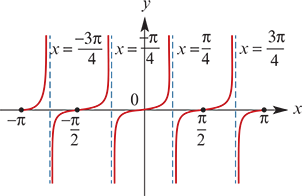 y
x = -3π/4
x = -π/4
x = π/4
x = 3π/4
0
x
-π
-π/2
π/2
π